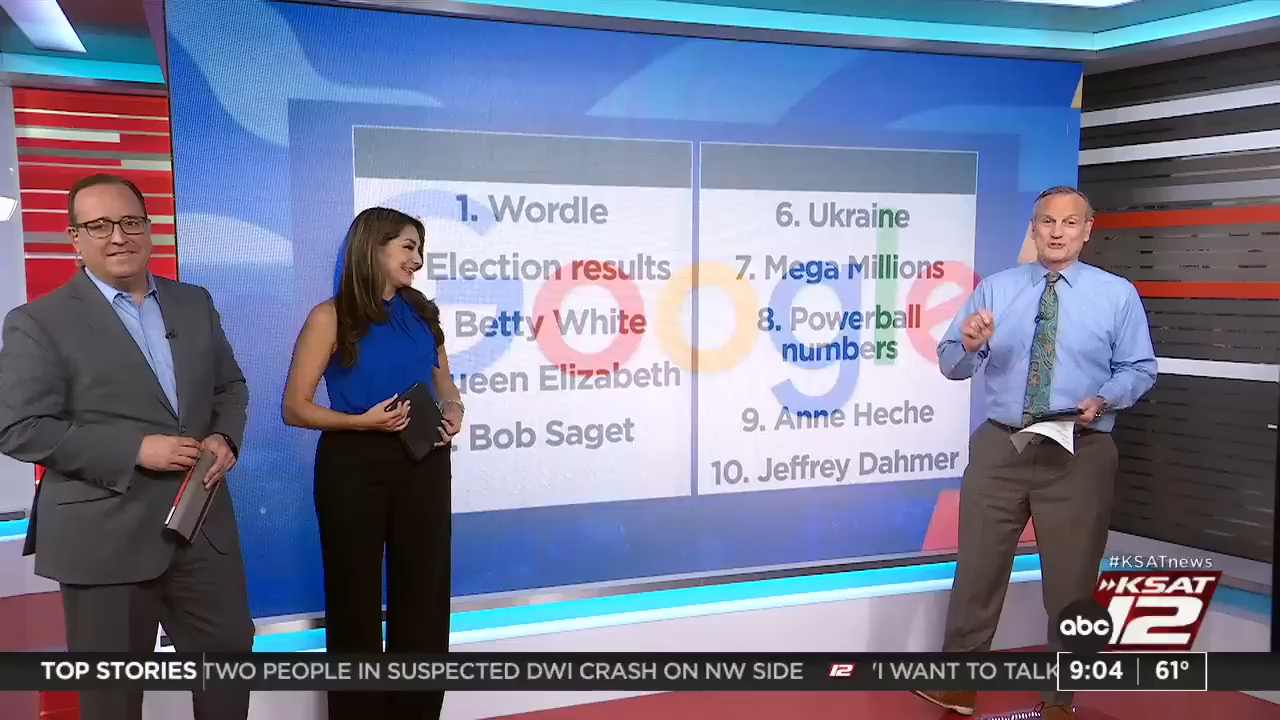 1. Wordle
Election results
Betty White
ueen Elizabeth
. Bob Saget
6. Ukraine
7. Mega Millions
8. Powerball
numbers
9. Anne Heche
10. Jeffrey Dahmer
Google
#KSATnews
KSAT
abc 12
TOP STORIES TWO PEOPLE IN SUSPECTED DWI CRASH ON NW SIDE 12 'I WANT TO TALK 9:04 61°